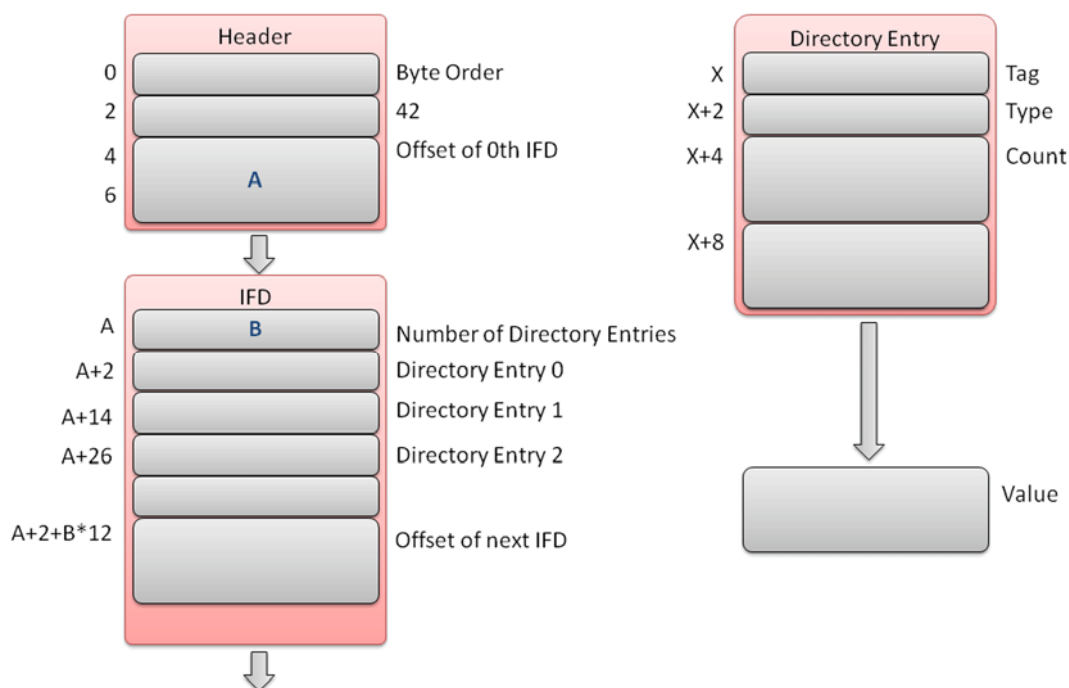 Header
0 Byte Order
2 42
4 Offset of 0th IFD
A
6
IFD
A B Number of Directory Entries
A+2 Directory Entry 0
A+14 Directory Entry 1
A+26 Directory Entry 2
A+2+B*12 Offset of next IFD
Directory Entry
X Tag
X+2 Type
X+4 Count
X+8
Value